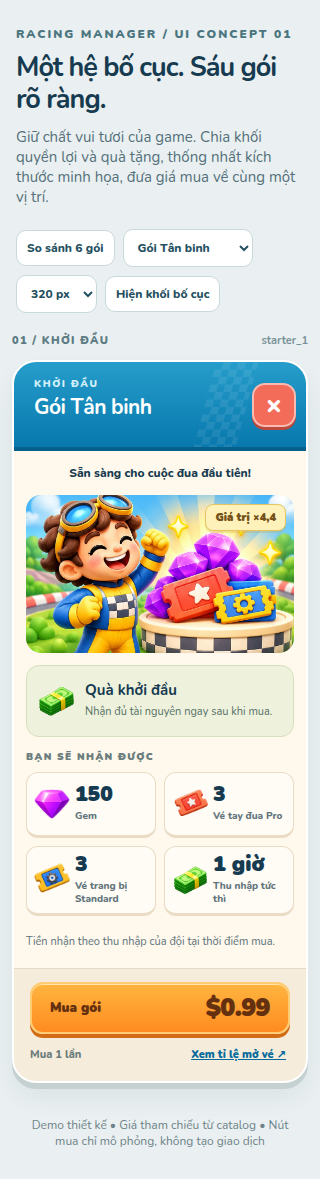 RACING MANAGER / UI CONCEPT 01
Một hệ bố cục. Sáu gói
rõ ràng.
Giữ chất vui tươi của game. Chia khối
quyền lợi và quà tặng, thống nhất kích
thước minh họa, đưa giá mua về cùng một
vị trí.
So sánh 6 gói
Gói Tân binh
320 px
Hiện khối bố cục
01 / KHỞI ĐẦU
starter_1
KHỞI ĐẦU
Gói Tân binh
Sẵn sàng cho cuộc đua đầu tiên!
Giá trị ×4,4
Quà khởi đầu
Nhận đủ tài nguyên ngay sau khi mua.
BẠN SẼ NHẬN ĐƯỢC
150
Gem
3
Vé tay đua Pro
3
Vé trang bị
Standard
1 giờ
Thu nhập tức
thì
Tiền nhận theo thu nhập của đội tại thời điểm mua.
Mua gói
$0.99
Mua 1 lần
Xem tỉ lệ mở vé ↗
Demo thiết kế • Giá tham chiếu từ catalog • Nút
mua chỉ mô phỏng, không tạo giao dịch